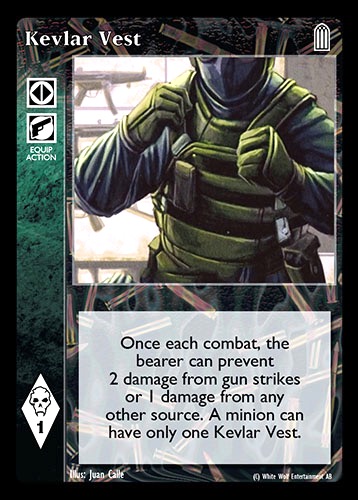 Kevlar Vest
EQUIP
ACTION
Once each combat, the
bearer can prevent
2 damage from gun strikes
or 1 damage from any
other source. A minion can
have only one Kevlar Vest.
1
Illus: Juan Calle
(C) White Wolf Entertainment AB